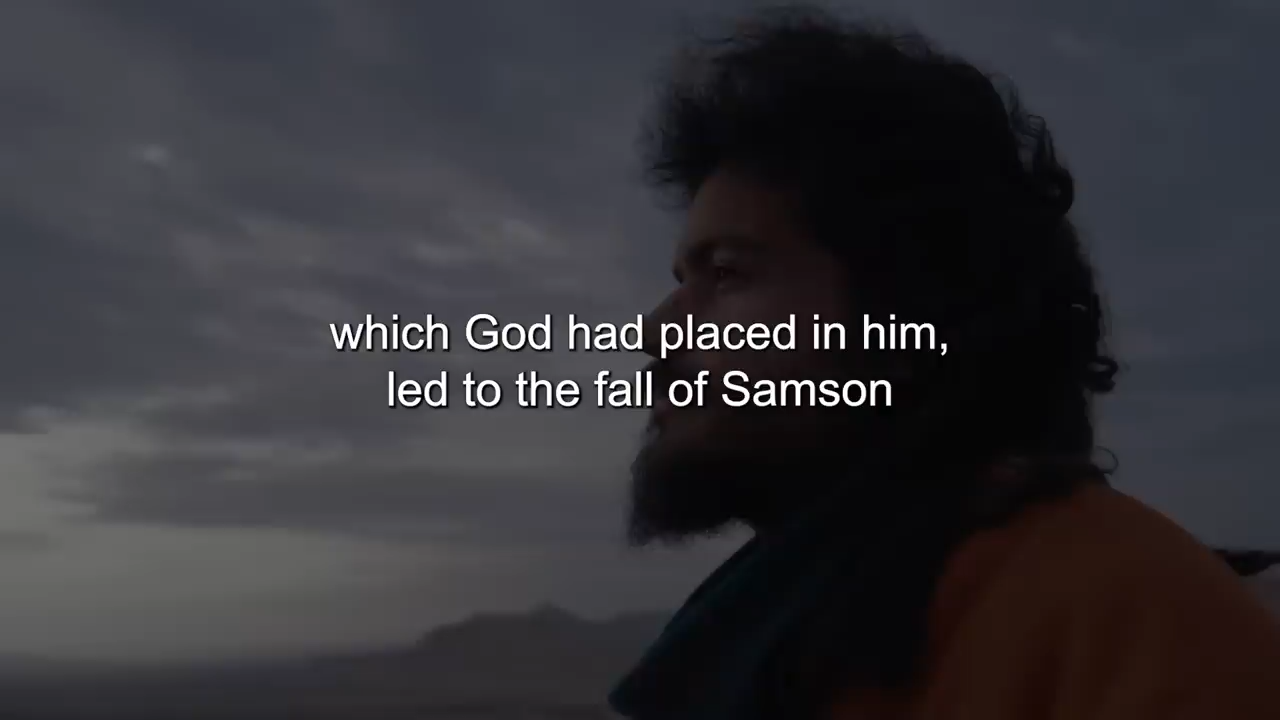 which God had placed in him,
led to the fall of Samson